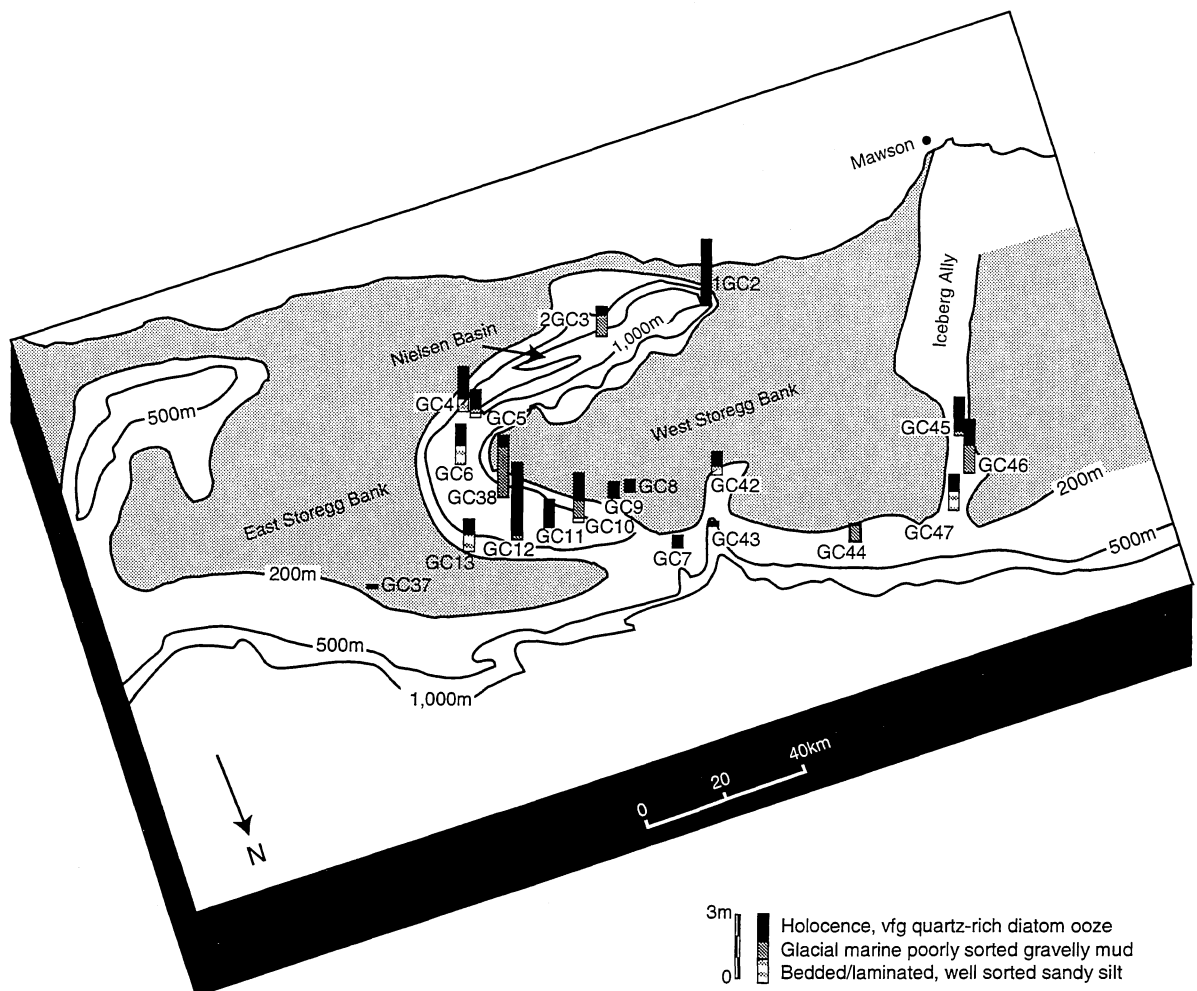 Mawson
Iceberg Ally
1GC2
2GC3
1,000m
Nielsen Basin
500m
GC4
GC5
West Storegg Bank
GC45
GC6
GC46
GC38
GC42
GC8
200m
GC9
East Storegg Bank
GC10
GC47
GC11
GC12
GC43
GC44
GC7
500m
GC13
200m
GC37
500m
1,000m
40km
20
0
N
3m
Holocence, vfg quartz-rich diatom ooze
Glacial marine poorly sorted gravelly mud
0
Bedded/laminated, well sorted sandy silt